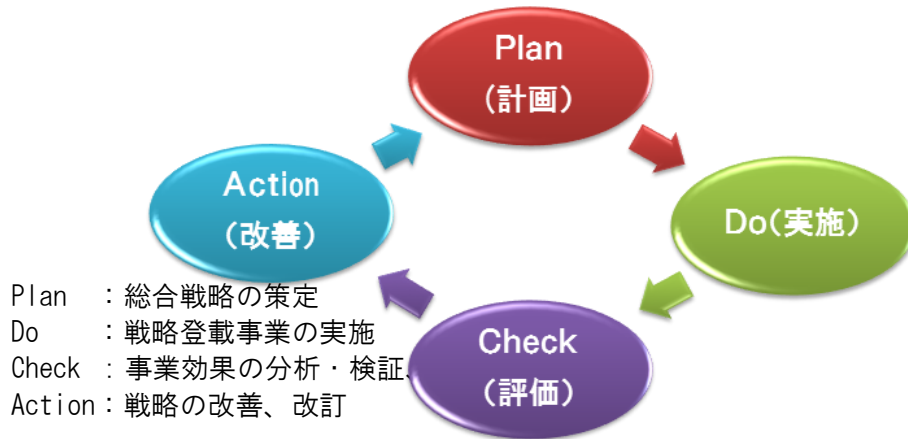 Plan
(計画)
Action
(改善)
Do(実施)
Check
(評価)
Plan :総合戦略の策定
Do :戦略登載事業の実施
Check :事業効果の分析・検証、
Action:戦略の改善、改訂